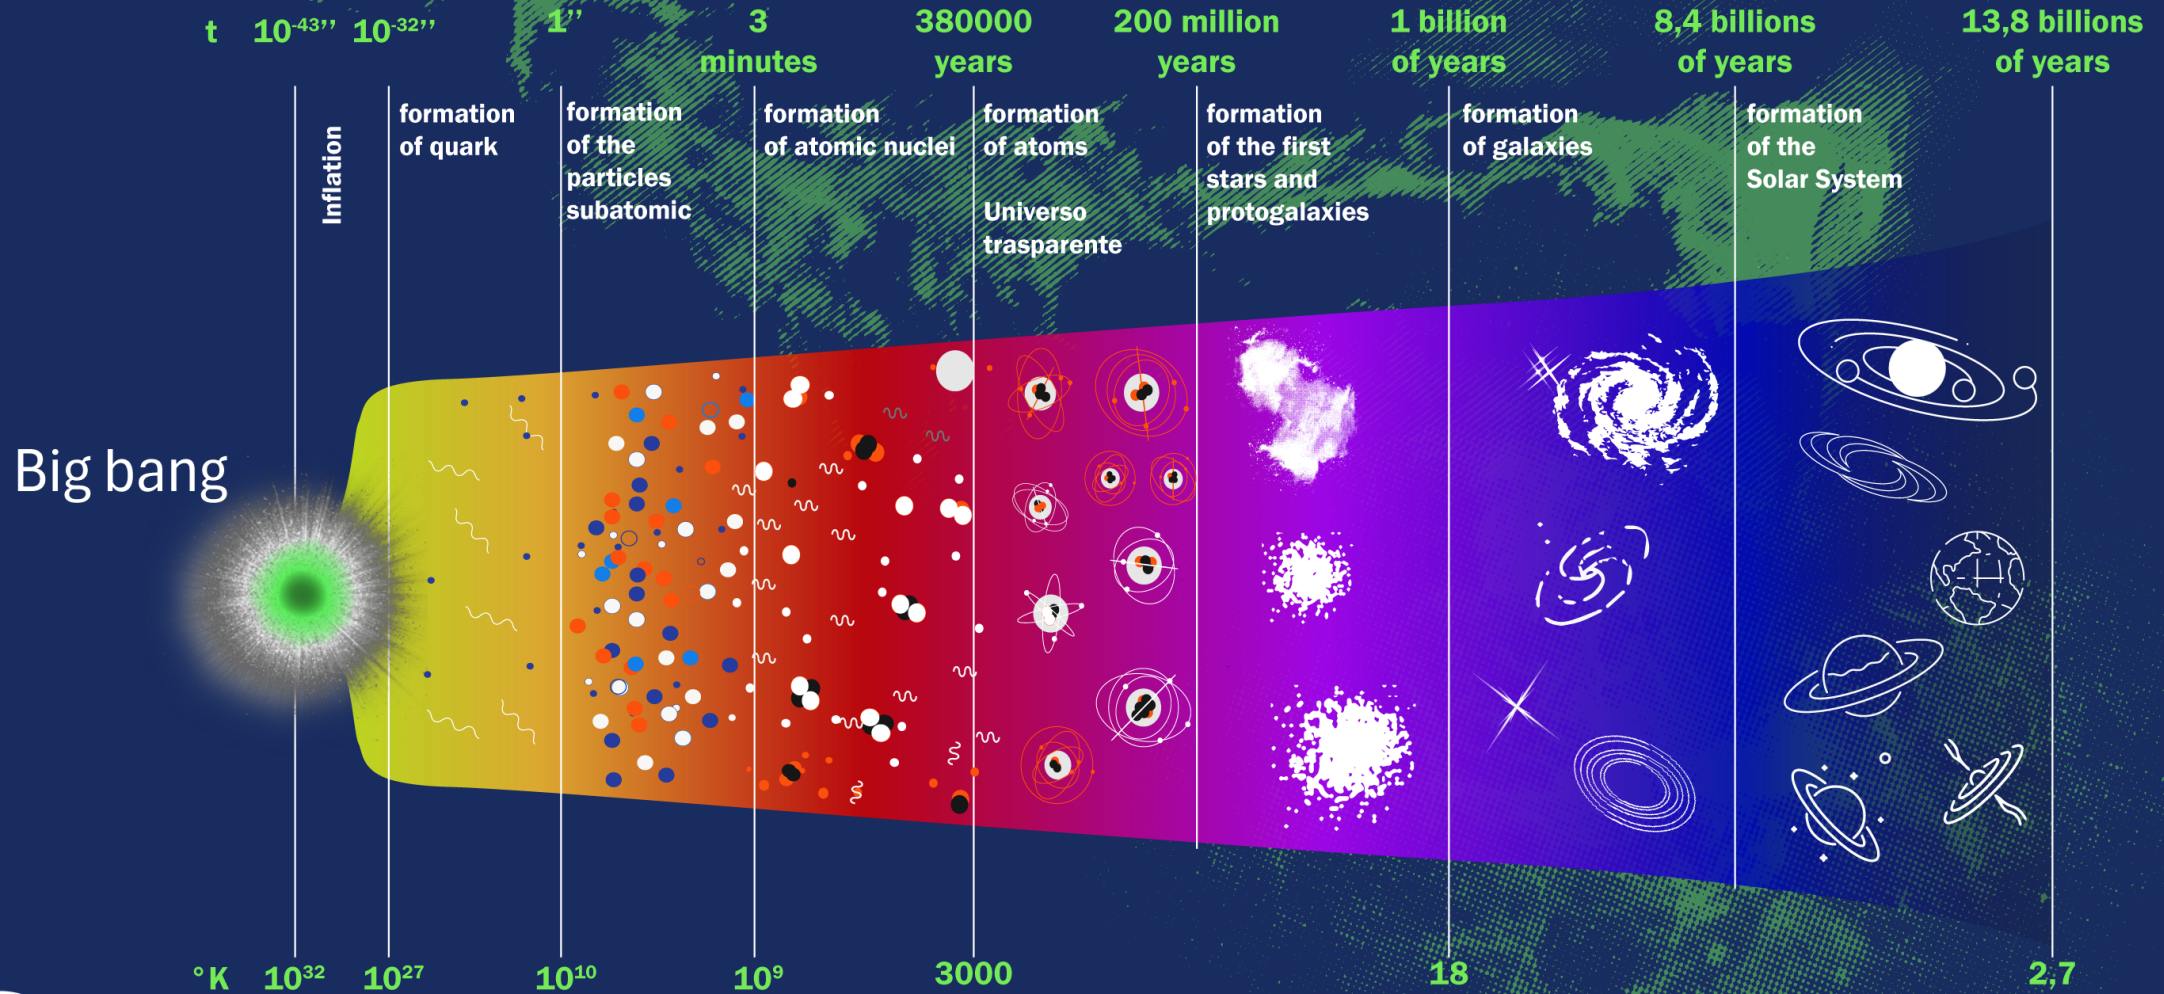 t
10⁻⁴³’’
10⁻³²’’
1’’
3
minutes
380000
years
200 million
years
1 billion
of years
8,4 billions
of years
13,8 billions
of years
Inflation
formation
of quark
formation
of the
particles
subatomic
formation
of atomic nuclei
formation
of atoms
Universo
trasparente
formation
of the first
stars and
protogalaxies
formation
of galaxies
formation
of the
Solar System
Big bang
°K
10³²
10²⁷
10¹⁰
10⁹
3000
18
2,7